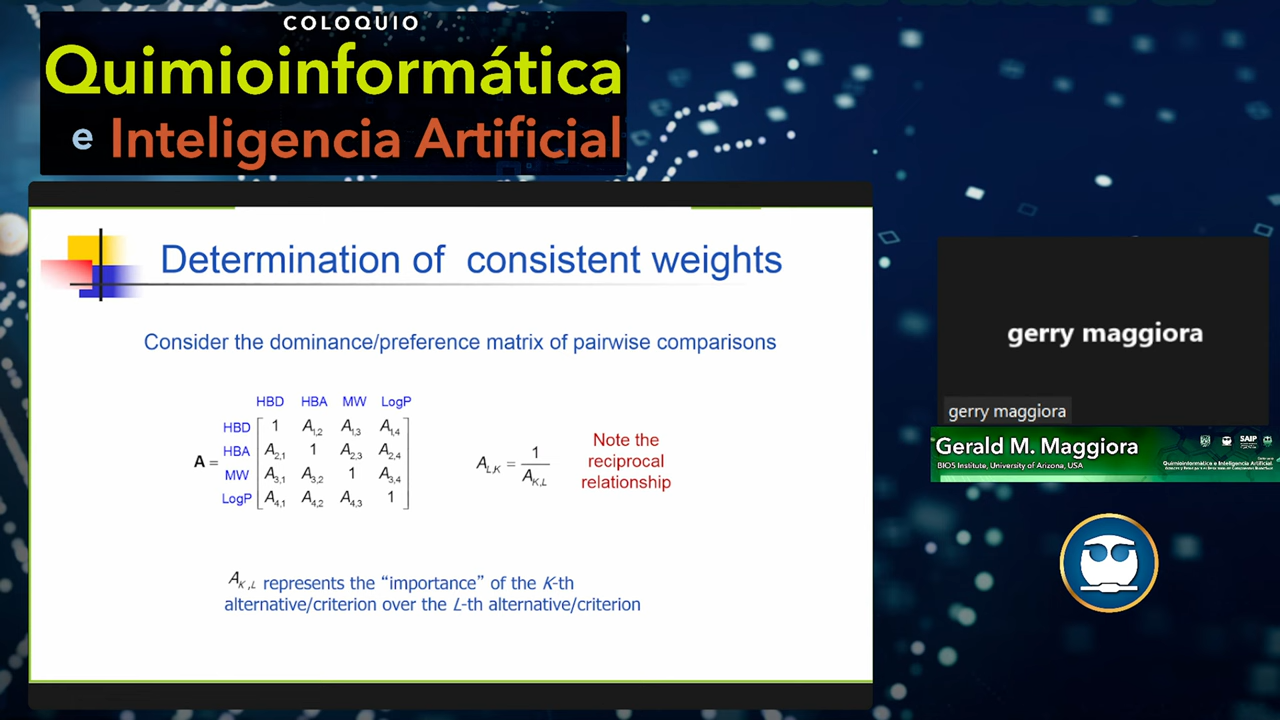 COLOQUIO
Quimioinformática
e Inteligencia Artificial
Determination of consistent weights
Consider the dominance/preference matrix of pairwise comparisons
HBD HBA MW LogP
HBD 1 A1,2 A1,3 A1,4
HBA A2,1 1 A2,3 A2,4
A =
MW A3,1 A3,2 1 A3,4
LogP A4,1 A4,2 A4,3 1
AL,K = 1 / AK,L
Note the
reciprocal
relationship
AK,L represents the “importance” of the K-th
alternative/criterion over the L-th alternative/criterion
gerry maggiora
gerry maggiora
Gerald M. Maggiora
BIOS Institute, University of Arizona, USA
SAIP
Quimioinformática e Inteligencia Artificial